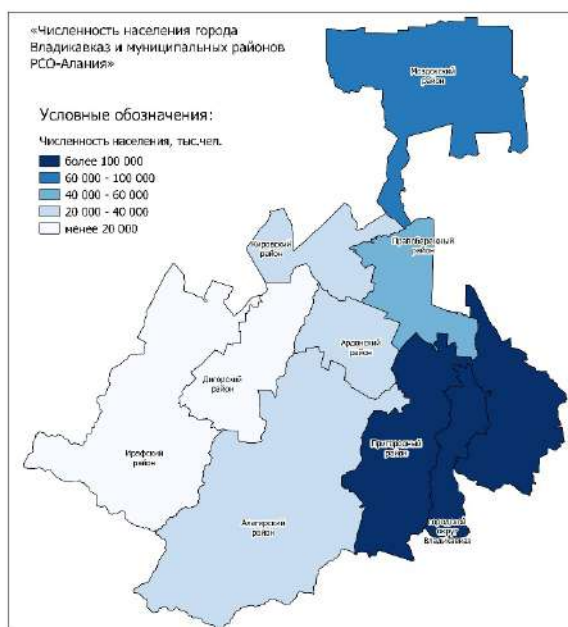 «Численность населения города
Владикавказ и муниципальных районов
РСО-Алания»
Условные обозначения:
Численность населения, тыс.чел.
более 100 000
60 000 - 100 000
40 000 - 60 000
20 000 - 40 000
менее 20 000
Моздокский
район
Кировский
район
Правобережный
район
Ардонский
район
Дигорский
район
Пригородный
район
Ирафский
район
Алагирский
район
городской
округ
Владикавказ